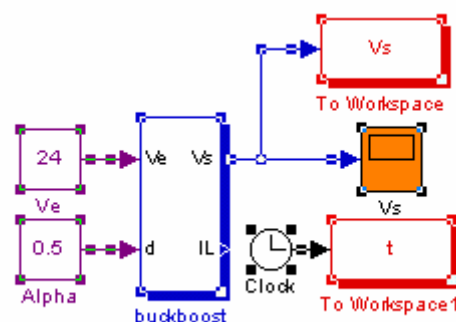 Vs
To Workspace
24
Ve
Ve
Vs
Vs
0.5
Alpha
d
IL
buckboost
Clock
t
To Workspace1